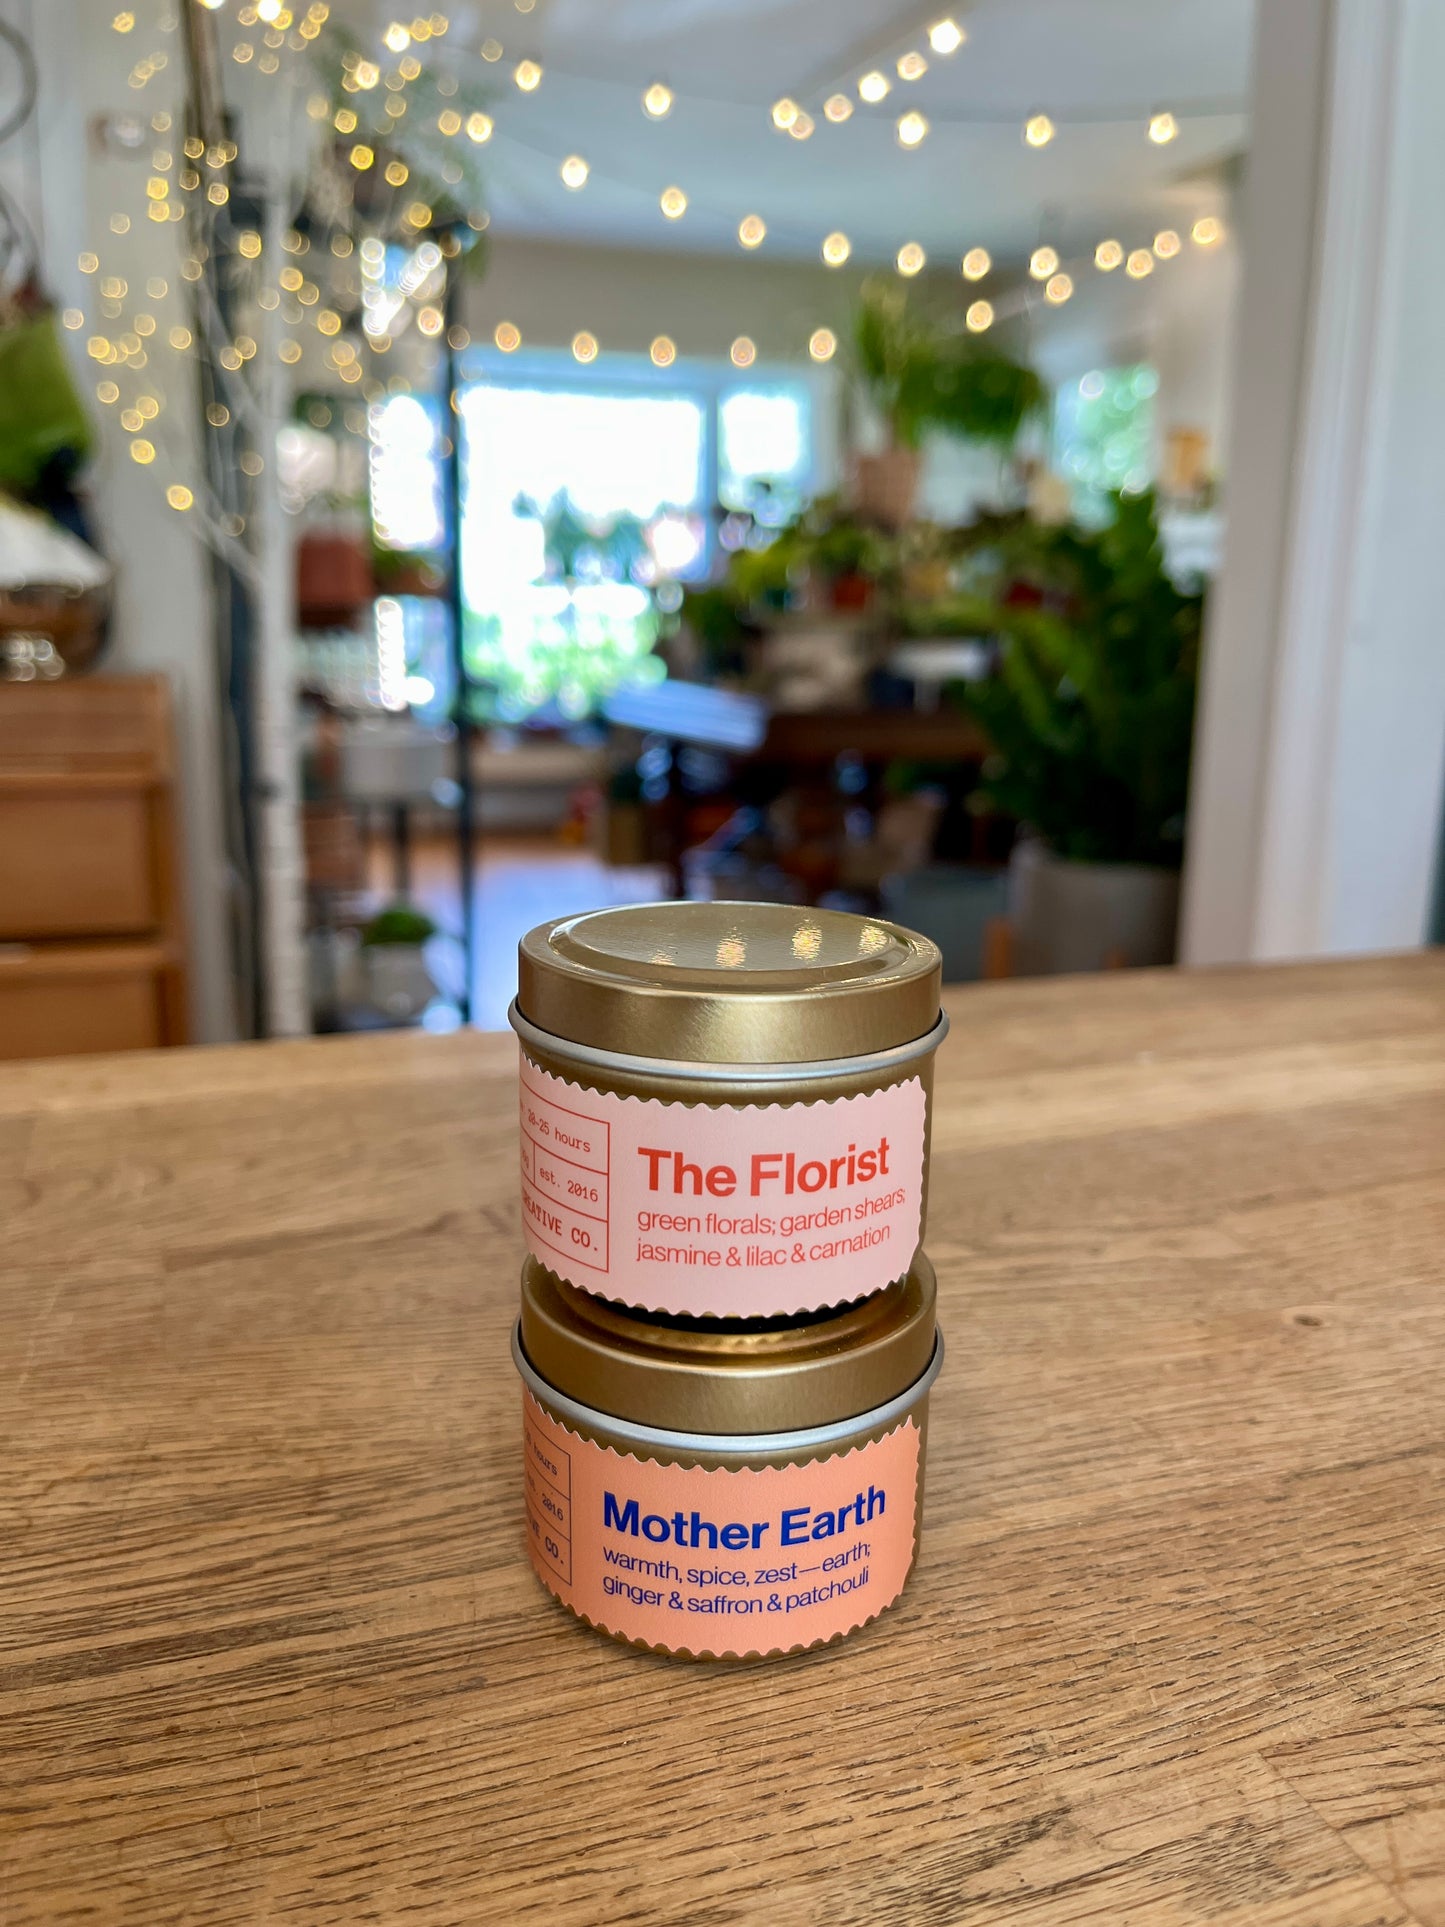 20-25 hours
est. 2016
CO.
The Florist
green florals; garden shears;
jasmine & lilac & carnation
hours
2016
CO.
Mother Earth
warmth, spice, zest—earth;
ginger & saffron & patchouli